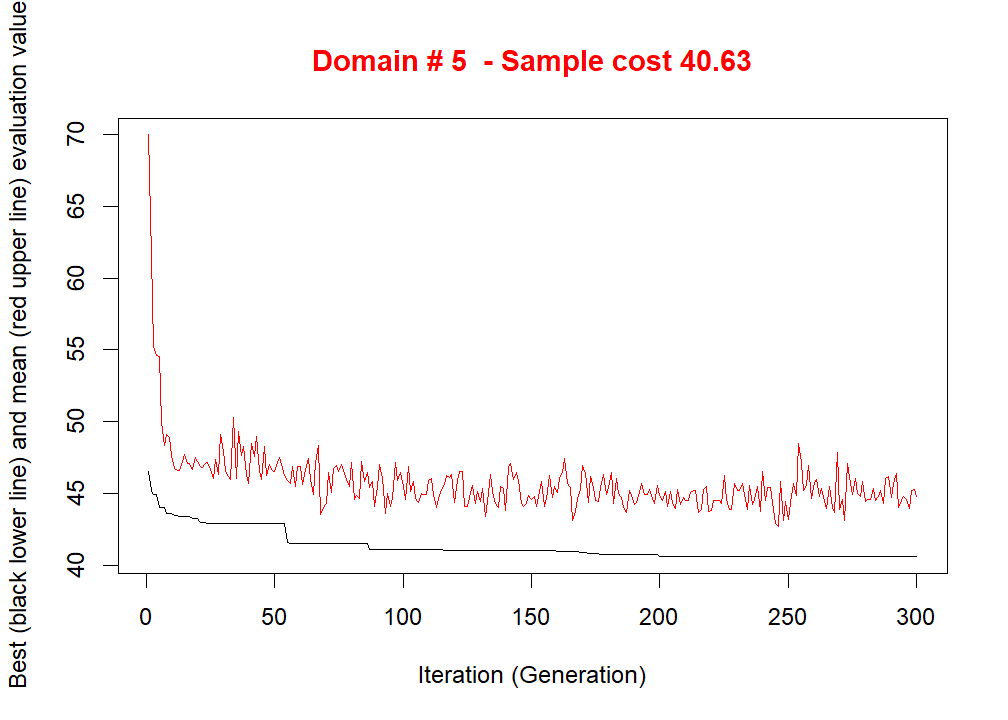 Domain # 5  - Sample cost 40.63
Best (black lower line) and mean (red upper line) evaluation value
70
65
60
55
50
45
40
0 50 100 150 200 250 300
Iteration (Generation)